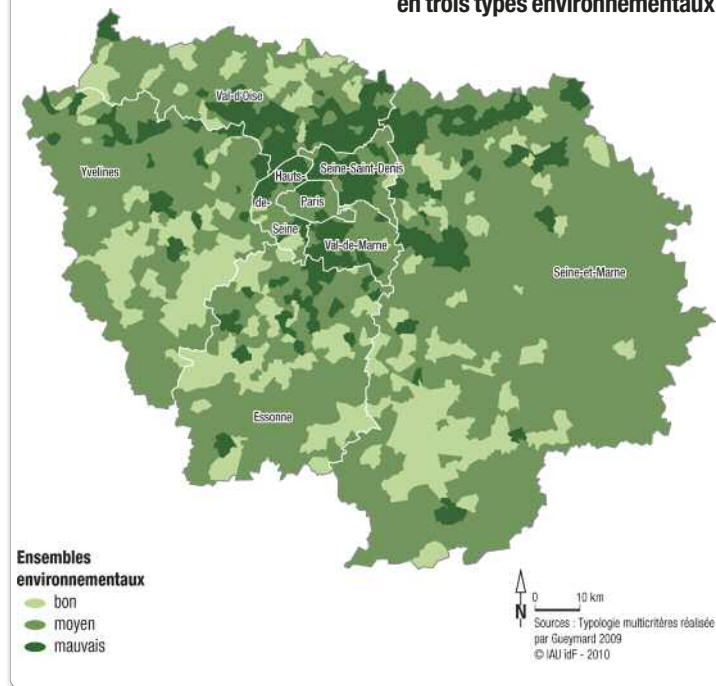 en trois types environnementaux
Val-d'Oise
Yvelines
Hauts-
Seine-Saint-Denis
de-
Paris
Seine
Val-de-Marne
Seine-et-Marne
Essonne
Ensembles
environnementaux
bon
moyen
mauvais
N
0 10 km
Sources : Typologie multicritères réalisée
par Gueymard 2009
© IAU îdF - 2010